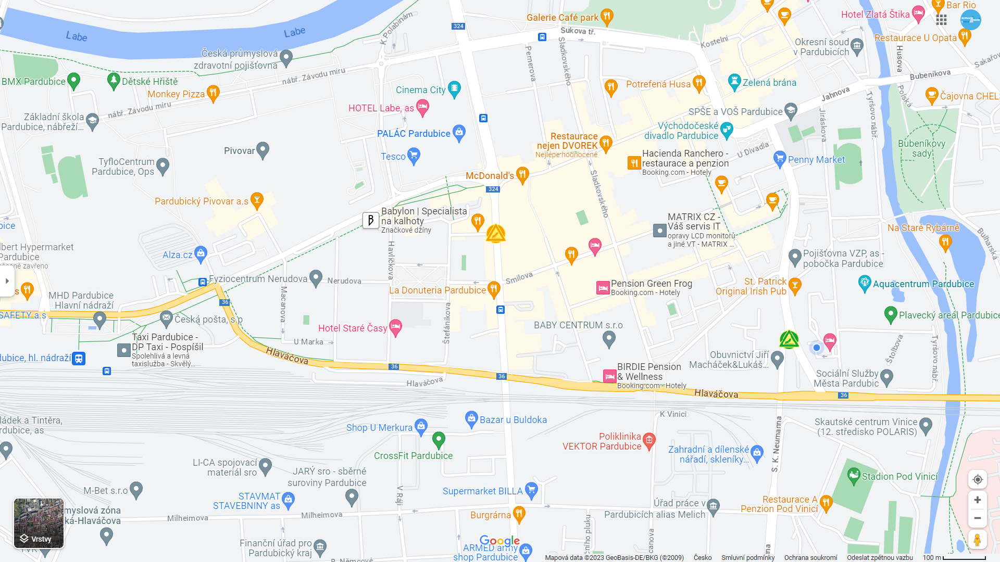 Hotel Zlatá Štika
Bar Rio
Restaurace U Opata
Galerie Café park
324
Sukova tř.
Kostelní
Okresní soud
v Pardubicích
Husova
Sakařov
Bubeníkova
Labe
Labe
K Polabinám
Česká průmyslová
zdravotní pojišťovna
nábř. Závodu míru
Pernerova
Sladkovského
BMX Pardubice
Dětské Hřiště
Monkey Pizza
Cinema City
Potrefená Husa
Zelená brána
Polská
Jahnova
Tyršovo nábř.
Čajovna CHELS
nábř. Závodu míru
HOTEL Labe, as
Základní škola
Pardubice, nábřeží...
SPŠE a VOŠ Pardubice
Jiráskova
Východočeské
divadlo Pardubice
PALÁC Pardubice
Restaurace
nejen DVOREK
Nejlépe hodnocené
Bubeníkovy
sady
Pivovar
Tesco
U Divadla
Hacienda Ranchero -
restaurace a penzion
Booking.com - Hotely
Penny Market
TyfloCentrum
Pardubice, Ops
McDonald's
324
Sladkovského
Pardubický Pivovar a.s
Babylon | Specialista
na kalhoty
Značkové džíny
MATRIX CZ -
Váš servis IT
opravy LCD monitorů
a jiné VT - MATRIX ...
Na Staré Rybárně
Bulharská
bice
lbert Hypermarket
Pardubice
Alza.cz
Havlíčkova
Pojišťovna VZP, as -
pobočka Pardubice
Smilova
Fyziocentrum Nerudova
Nerudova
La Donuteria Pardubice
Pension Green Frog
Booking.com - Hotely
St. Patrick
Original Irish Pub
Aquacentrum Pardubice
s
MHD Pardubice
Hlavní nádraží
36
Macanova
SAFETY a.s
Česká pošta, s.p
Štefánikova
Plavecký areál Pardubice
Hotel Staré Časy
BABY CENTRUM s.r.o
Taxi Pardubice -
DP Taxi - Pospíšil
Spolehlivá a levná
taxislužba - Skvělý...
U Marka
Štolbova
Tyršovo nábř.
dubice, hl. nádraží
Hlaváčova
36
36
Obuvnictví Jiří
Macháček&Lukáš...
BIRDIE Pension
& Wellness
Booking.com - Hotely
Sociální Služby
Města Pardubic
Hlaváčova
Hlaváčova
36
K Vinici
ládek a Tintěra,
rdubice, as
Shop U Merkura
Bazar u Buldoka
Skautské centrum Vinice
(12. středisko POLARIS)
S. K. Neumanna
Poliklinika
VEKTOR Pardubice
Zahradní a dílenské
nářadí, skleníky...
CrossFit Pardubice
LI-CA spojovací
materiál sro
JARÝ sro - sběrné
suroviny Pardubice
Stadion Pod Vinicí
M-Bet s.r.o
STAVMAT
STAVEBNINY as
V Ráji
Supermarket BILLA
Úřad práce v
Pardubicích alias Melich
Restaurace A
Penzion Pod Vinicí
myslová zóna
ká-Hlaváčova
Milheimova
Milheimova
Burgrárna
čního pluku
canova
Vrstvy
Finanční úřad pro
Pardubický kraj
Google
ARMED army
shop Pardubice
Mapová data ©2023 GeoBasis-DE/BKG (©2009)
Česko
Smluvní podmínky
Ochrana soukromí
Odeslat zpětnou vazbu
100 m